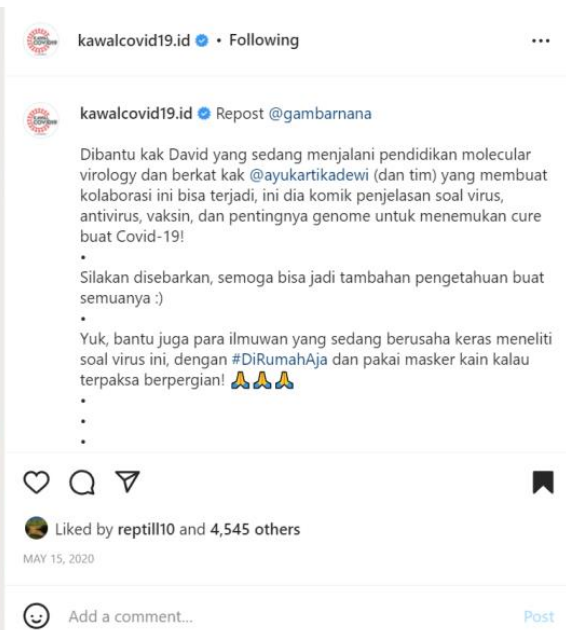 kawalcovid19.id • Following
kawalcovid19.id Repost @gambarnana
Dibantu kak David yang sedang menjalani pendidikan molecular
virology dan berkat kak @ayukartikadewi (dan tim) yang membuat
kolaborasi ini bisa terjadi, ini dia komik penjelasan soal virus,
antivirus, vaksin, dan pentingnya genome untuk menemukan cure
buat Covid-19!
•
Silakan disebarkan, semoga bisa jadi tambahan pengetahuan buat
semuanya :)
•
Yuk, bantu juga para ilmuwan yang sedang berusaha keras meneliti
soal virus ini, dengan #DiRumahAja dan pakai masker kain kalau
terpaksa berpergian! 🙏🙏🙏
•
•
•
Liked by reptill10 and 4,545 others
MAY 15, 2020
Add a comment...
Post